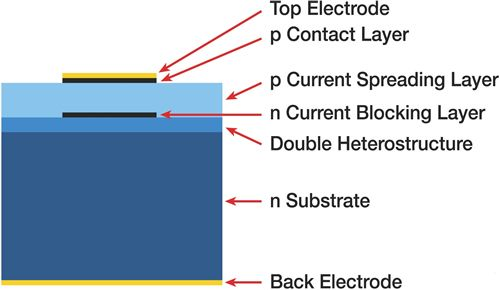 Top Electrode
p Contact Layer
p Current Spreading Layer
n Current Blocking Layer
Double Heterostructure
n Substrate
Back Electrode